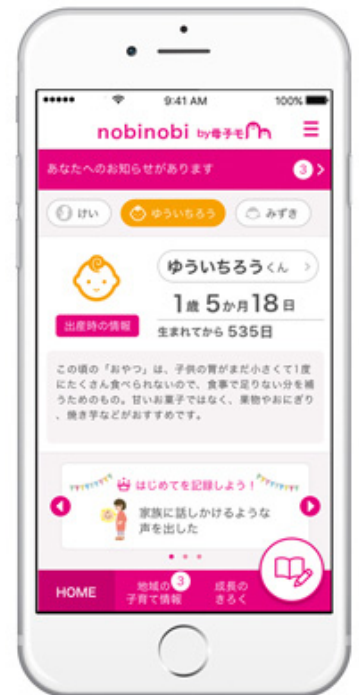 9:41 AM 100%
nobinobi by母子モ
あなたへのお知らせがあります 3
けい ゆういちろう みずき
ゆういちろうくん
1歳 5か月 18日
出産時の情報
生まれてから 535日
この頃の「おやつ」は、子供の胃がまだ小さくて1度
にたくさん食べられないので、食事で足りない分を補
うためのもの。甘いお菓子ではなく、果物やおにぎり
、焼き芋などがおすすめです。
はじめてを記録しよう!
家族に話しかけるような
声を出した
HOME
地域の 3
子育て情報
成長の
きろく